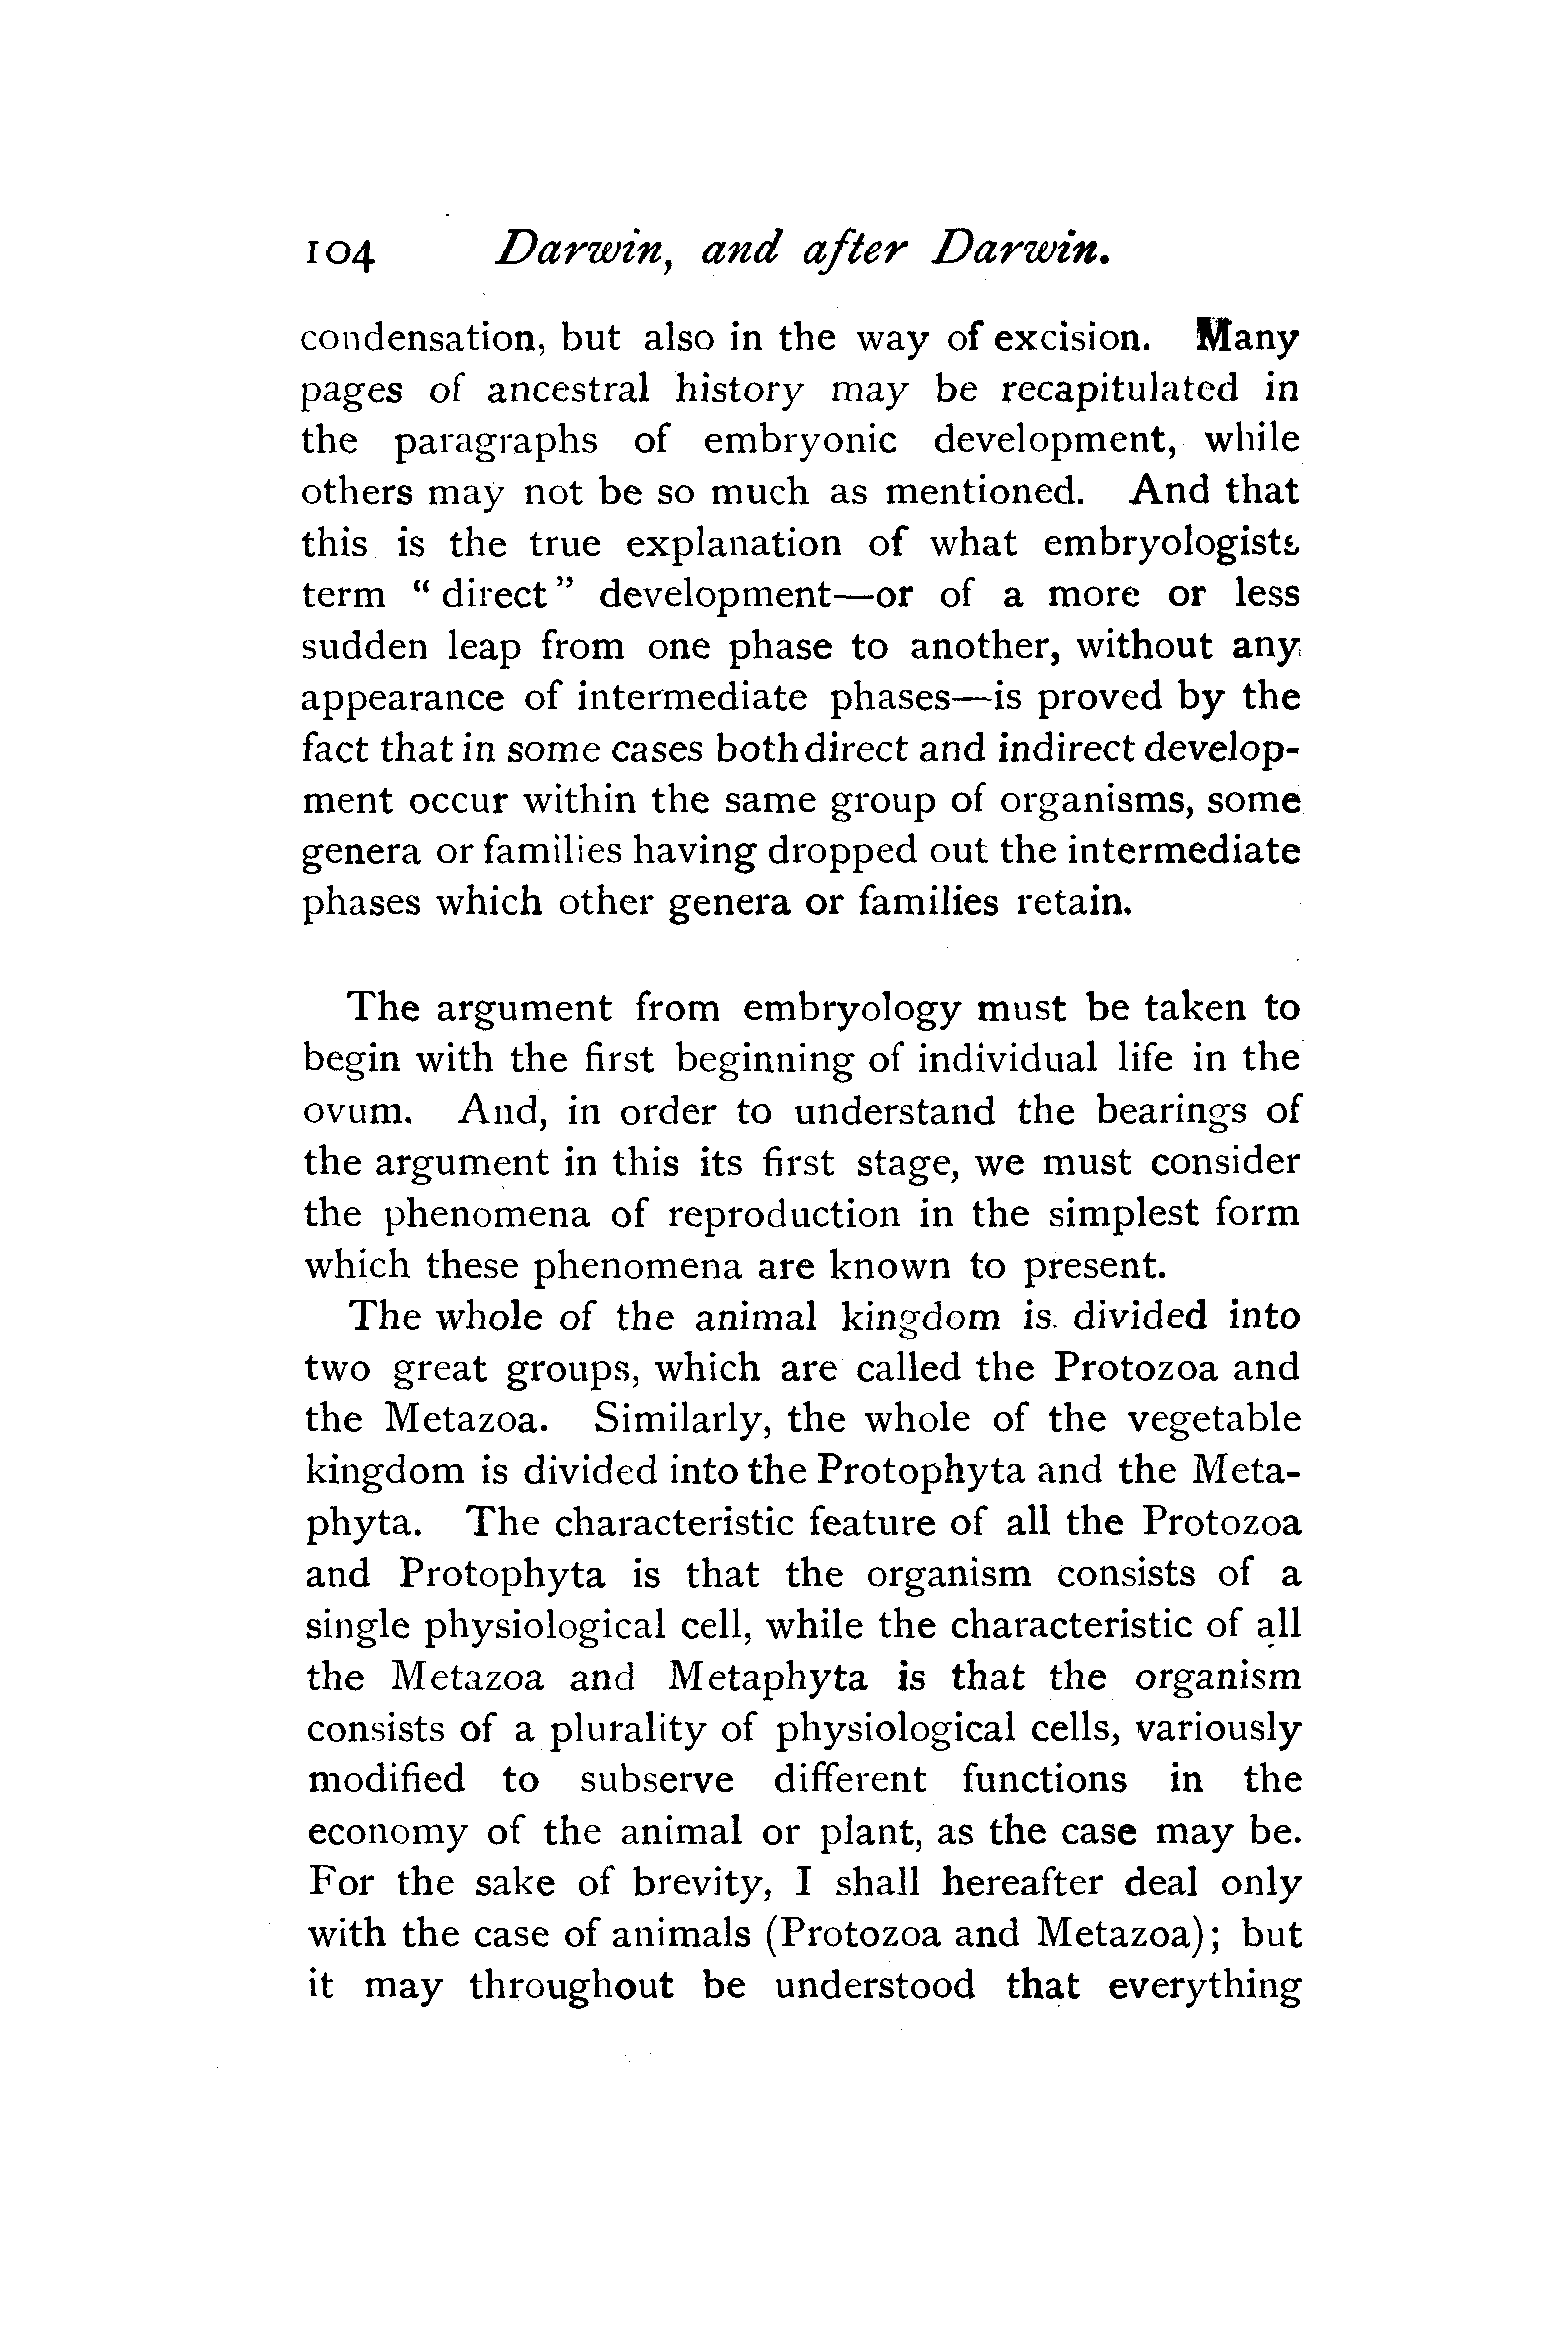 104 Darwin, and after Darwin.
condensation, but also in the way of excision. Many
pages of ancestral history may be recapitulated in
the paragraphs of embryonic development, while
others may not be so much as mentioned. And that
this is the true explanation of what embryologists
term “direct” development—or of a more or less
sudden leap from one phase to another, without any
appearance of intermediate phases—is proved by the
fact that in some cases both direct and indirect develop-
ment occur within the same group of organisms, some
genera or families having dropped out the intermediate
phases which other genera or families retain.
The argument from embryology must be taken to
begin with the first beginning of individual life in the
ovum. And, in order to understand the bearings of
the argument in this its first stage, we must consider
the phenomena of reproduction in the simplest form
which these phenomena are known to present.
The whole of the animal kingdom is divided into
two great groups, which are called the Protozoa and
the Metazoa. Similarly, the whole of the vegetable
kingdom is divided into the Protophyta and the Meta-
phyta. The characteristic feature of all the Protozoa
and Protophyta is that the organism consists of a
single physiological cell, while the characteristic of all
the Metazoa and Metaphyta is that the organism
consists of a plurality of physiological cells, variously
modified to subserve different functions in the
economy of the animal or plant, as the case may be.
For the sake of brevity, I shall hereafter deal only
with the case of animals (Protozoa and Metazoa); but
it may throughout be understood that everything